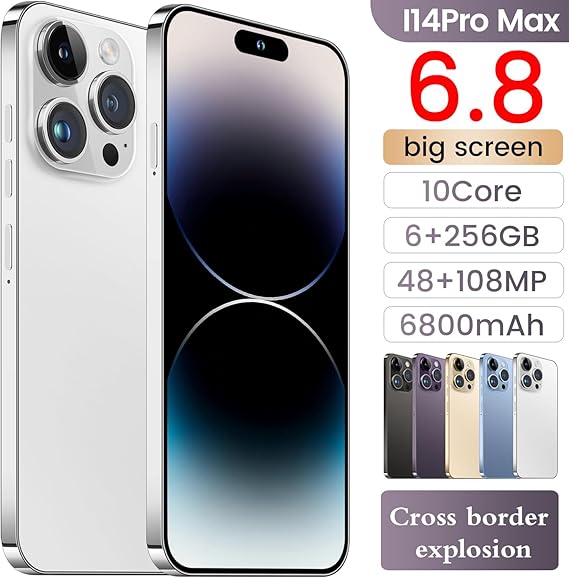 I14Pro Max
6.8
big screen
10Core
6+256GB
48+108MP
6800mAh
Cross border
explosion